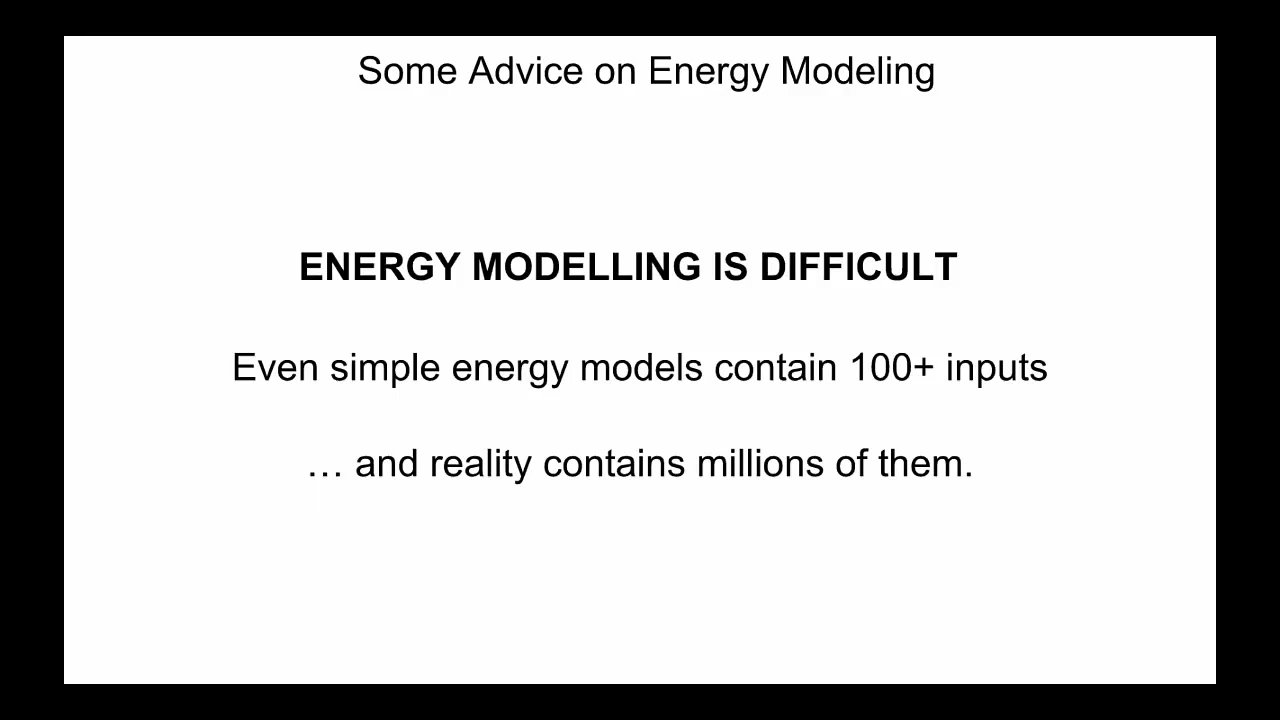 Some Advice on Energy Modeling
ENERGY MODELLING IS DIFFICULT
Even simple energy models contain 100+ inputs
… and reality contains millions of them.